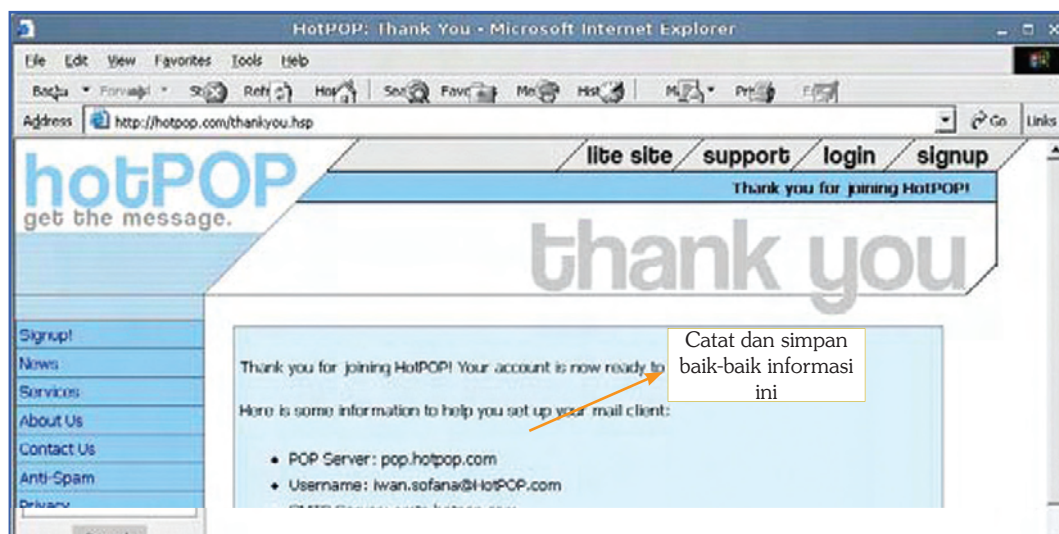 HotPOP: Thank You - Microsoft Internet Explorer
File Edit View Favorites Tools Help
Address http://hotpop.com/thankyou.hsp Go Links
hotPOP
get the message.
lite site / support / login / signup
Thank you for joining HotPOP!
thank you
Signup!
News
Services
About Us
Contact Us
Anti-Spam
Privacy
Thank you for joining HotPOP! Your account is now ready to
Catat dan simpan
baik-baik informasi
ini
Here is some information to help you set up your mail client:
• POP Server: pop.hotpop.com
• Username: iwan.sofana@HotPOP.com